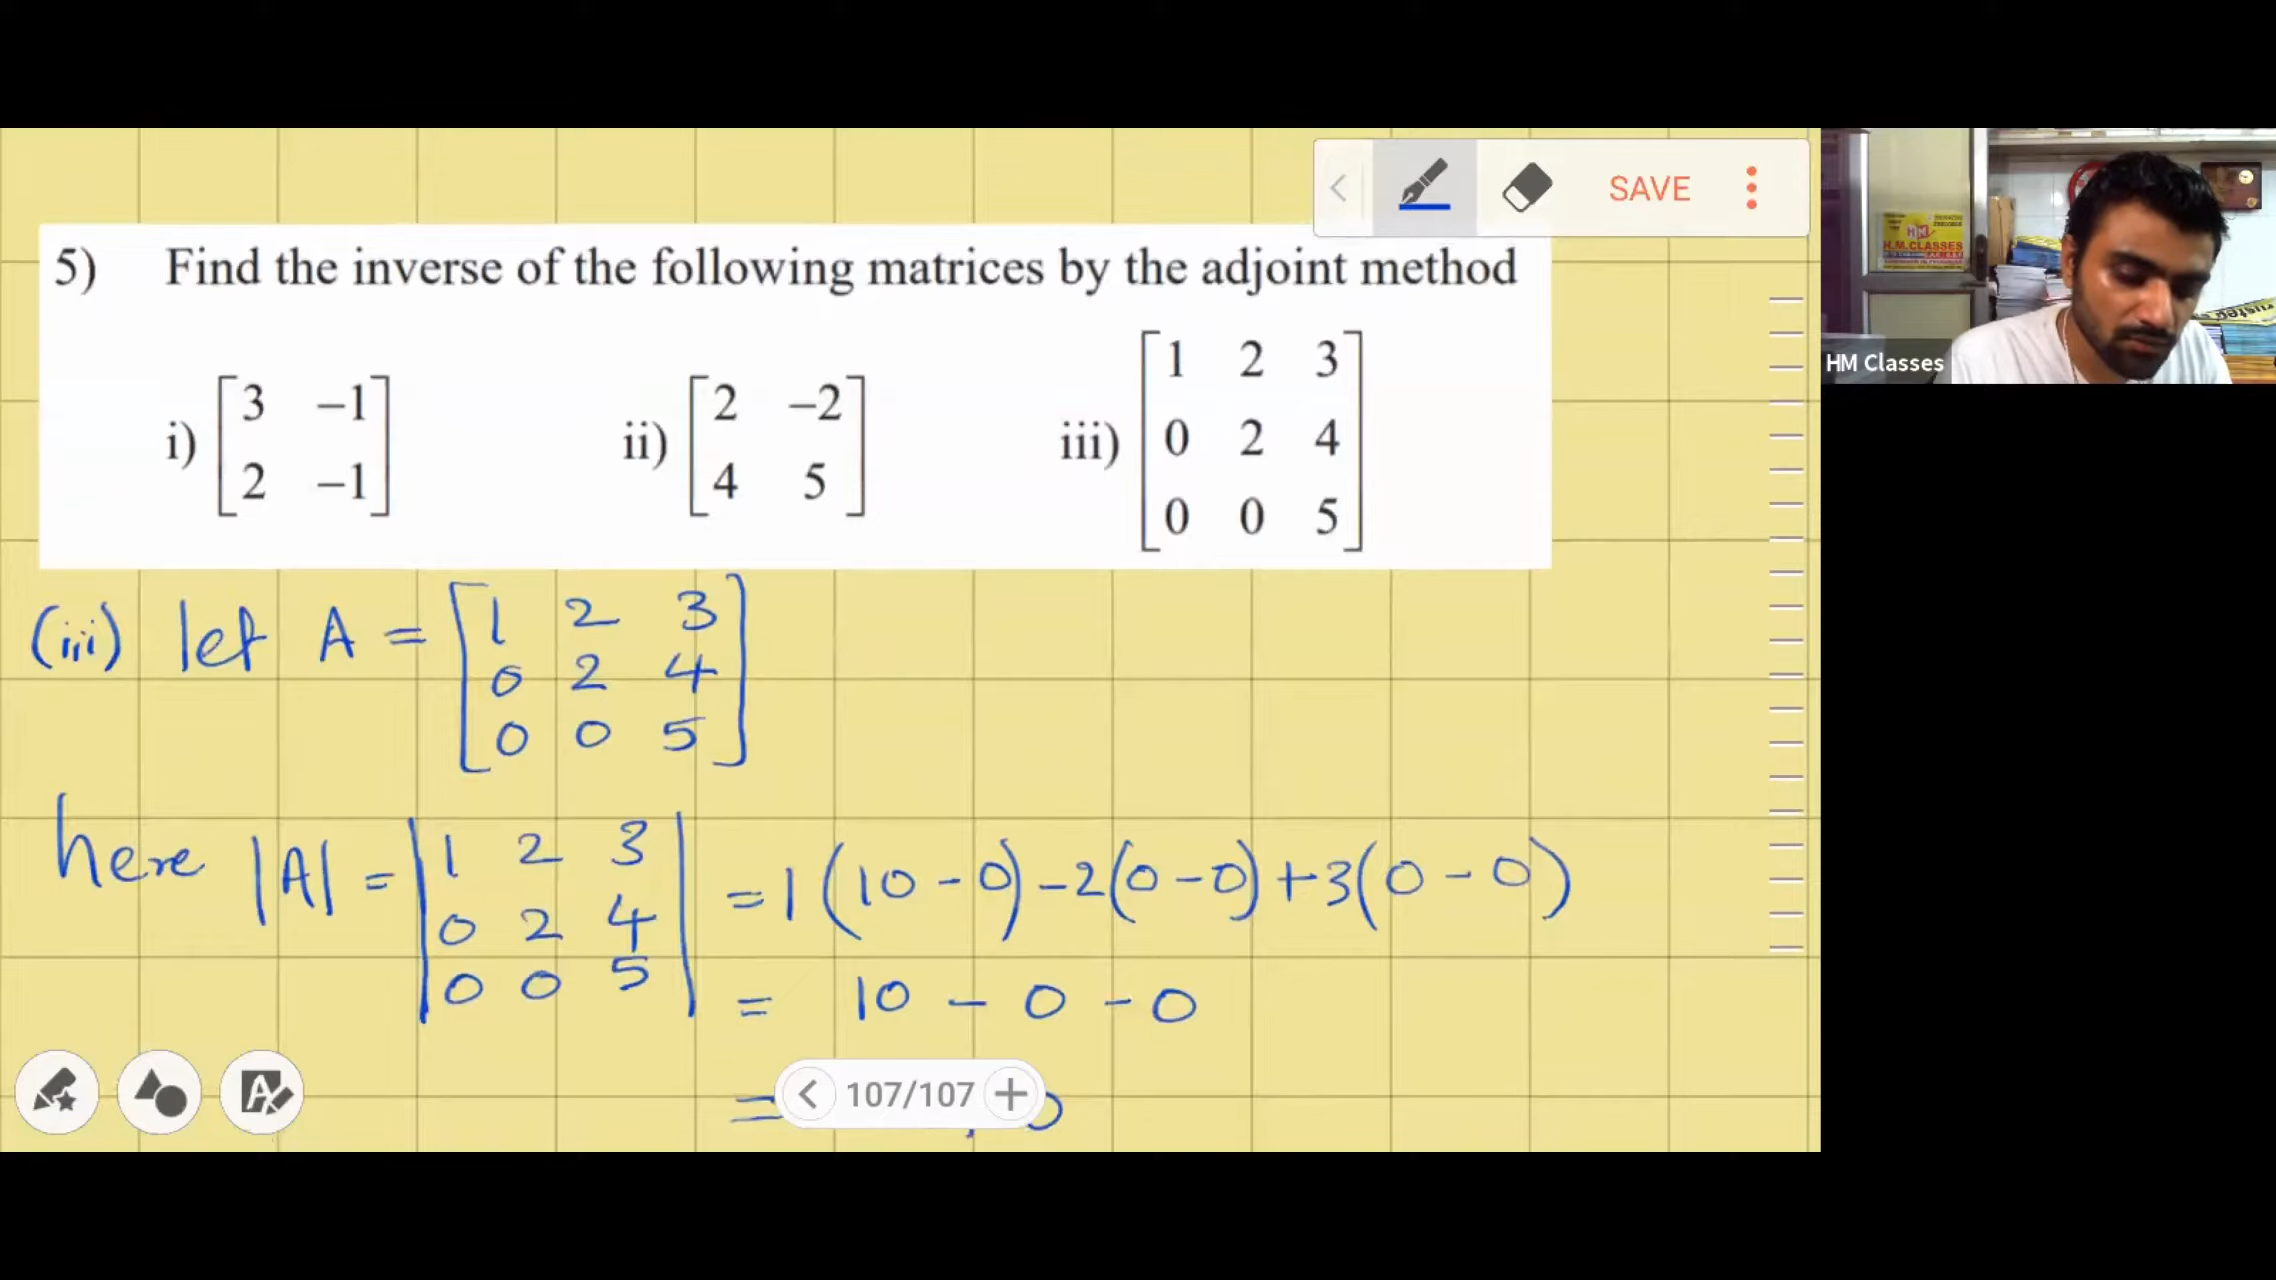 SAVE
5) Find the inverse of the following matrices by the adjoint method
i) [3 −1
2 −1]
ii) [2 −2
4 5]
iii) [1 2 3
0 2 4
0 0 5]
HM Classes
HM
H.M.CLASSES
(iii) let A = [1 2 3
0 2 4
0 0 5]
here |A| = |1 2 3
0 2 4
0 0 5| = 1(10 - 0) - 2(0 - 0) + 3(0 - 0)
= 10 - 0 - 0
=
107/107